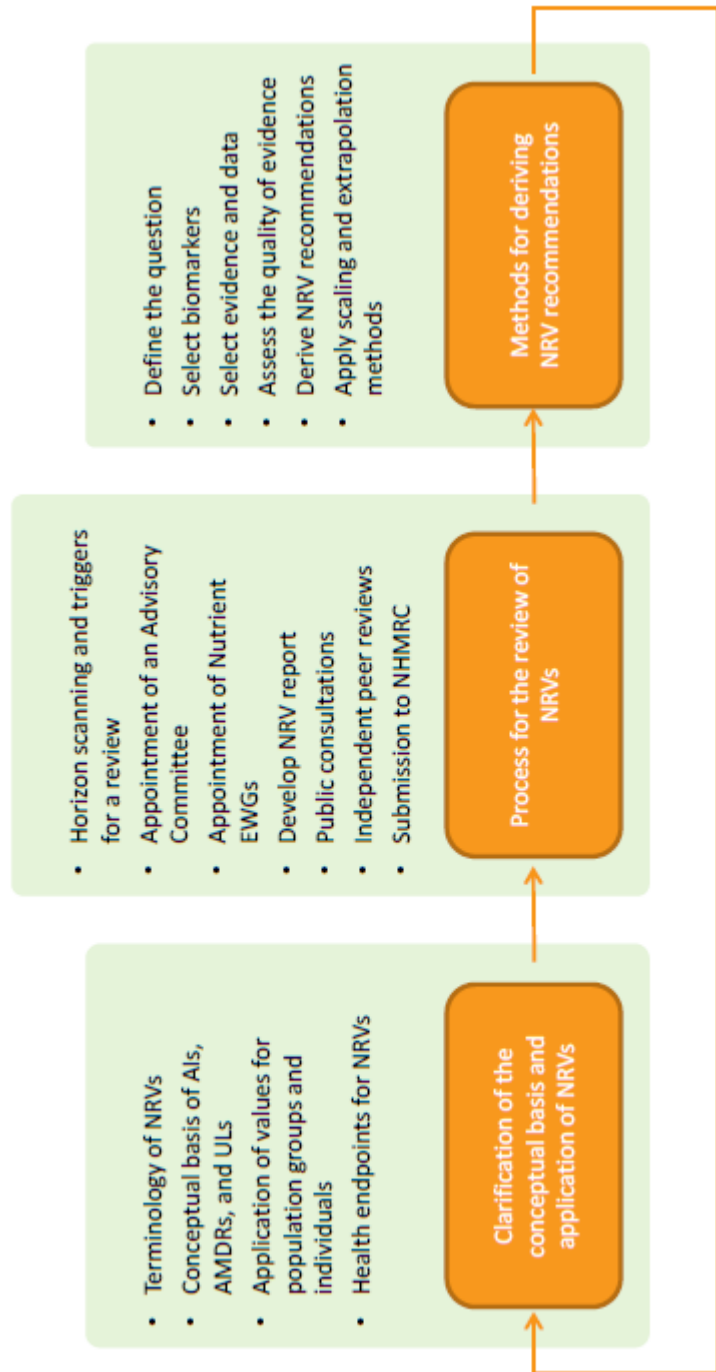 • Terminology of NRVs
• Conceptual basis of AIs,
AMDRs, and ULs
• Application of values for
population groups and
individuals
• Health endpoints for NRVs
Clarification of the
conceptual basis and
application of NRVs
• Horizon scanning and triggers
for a review
• Appointment of an Advisory
Committee
• Appointment of Nutrient
EWGs
• Develop NRV report
• Public consultations
• Independent peer reviews
• Submission to NHMRC
Process for the review of
NRVs
• Define the question
• Select biomarkers
• Select evidence and data
• Assess the quality of evidence
• Derive NRV recommendations
• Apply scaling and extrapolation
methods
Methods for deriving
NRV recommendations